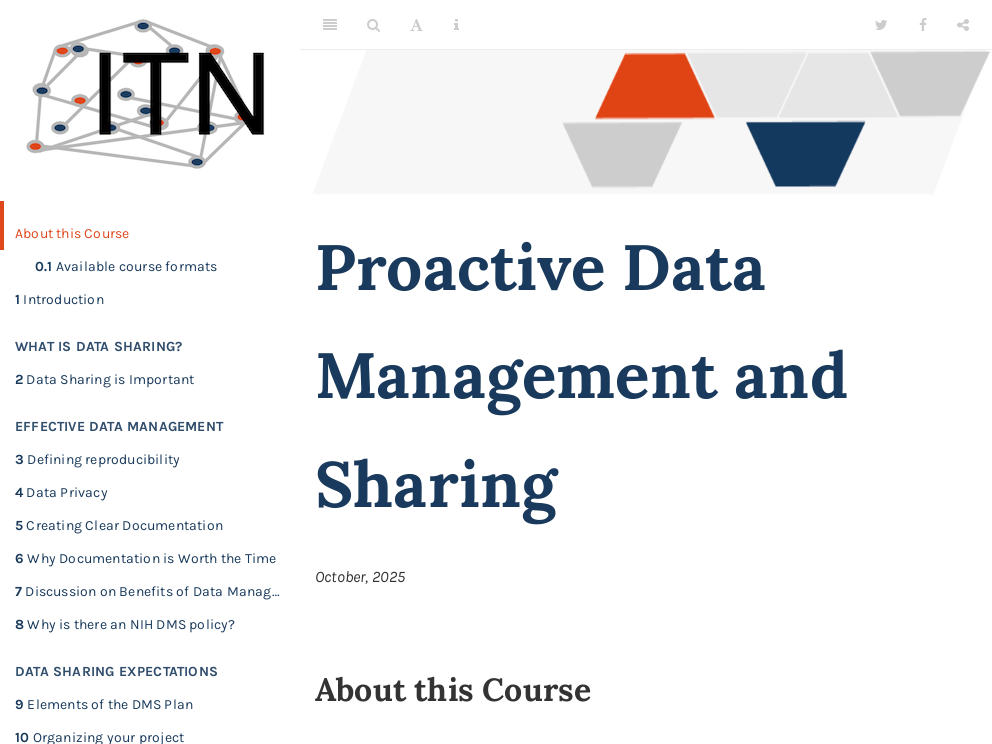 ITN
About this Course
0.1 Available course formats
1 Introduction
WHAT IS DATA SHARING?
2 Data Sharing is Important
EFFECTIVE DATA MANAGEMENT
3 Defining reproducibility
4 Data Privacy
5 Creating Clear Documentation
6 Why Documentation is Worth the Time
7 Discussion on Benefits of Data Manag...
8 Why is there an NIH DMS policy?
DATA SHARING EXPECTATIONS
9 Elements of the DMS Plan
10 Organizing your project
A
Proactive Data
Management and
Sharing
October, 2025
About this Course